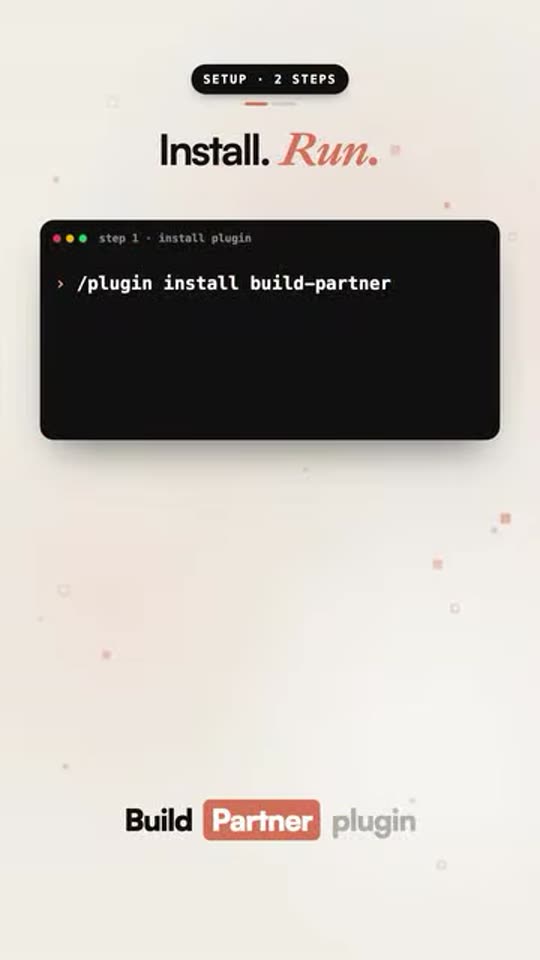 SETUP · 2 STEPS
Install. Run.
step 1 · install plugin
› /plugin install build-partner
Build Partner plugin